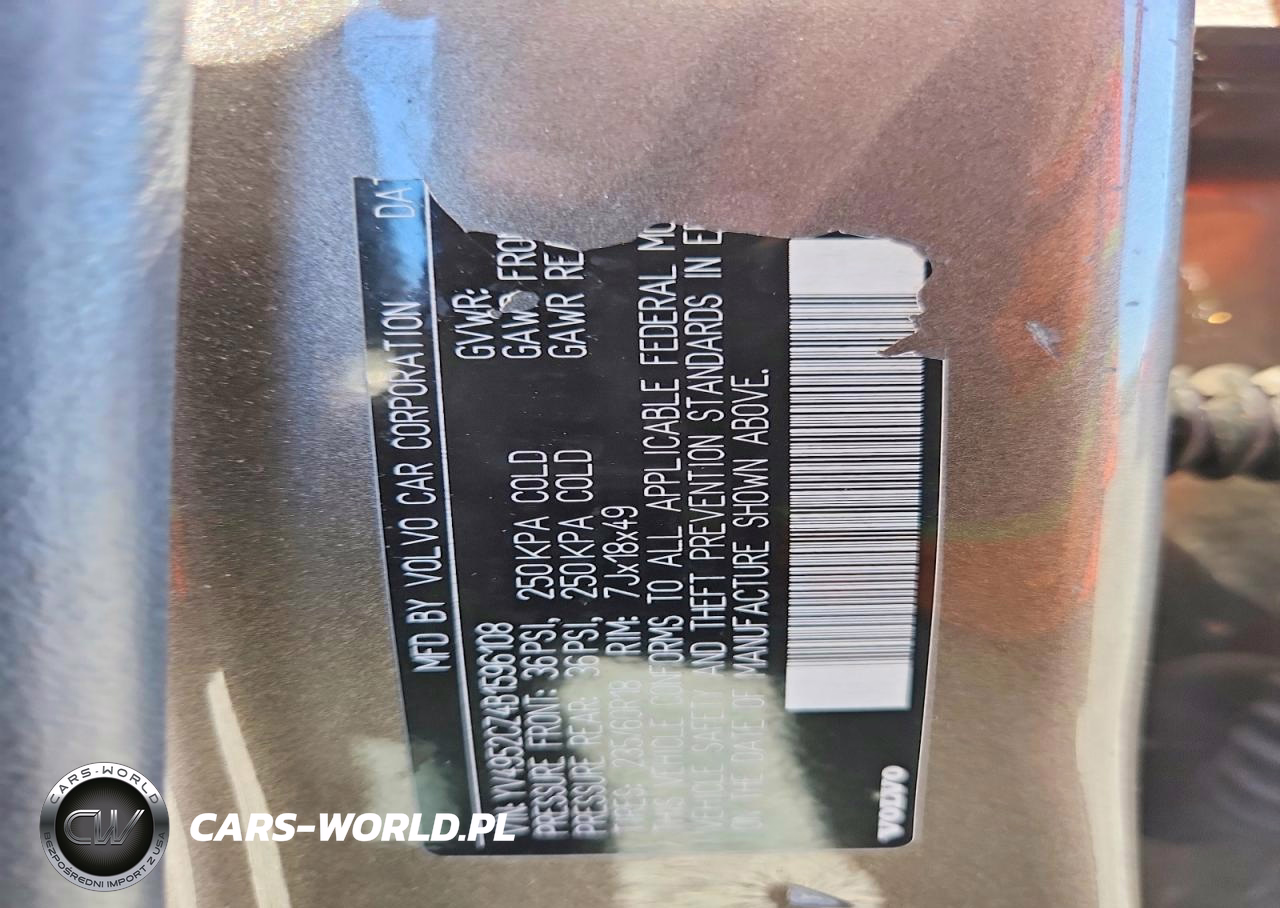 MFD BY VOLVO CAR CORPORATION DA
VIN: YV4952CZ4B1596108
GVWR:
PRESSURE FRONT: 36PSI, 250KPA COLD GAWR FRO
PRESSURE REAR: 36PSI, 250KPA COLD GAWR REA
TIRES: 235/60R18 RIM: 7Jx18x49
THIS VEHICLE CONFORMS TO ALL APPLICABLE FEDERAL MO
VEHICLE SAFETY AND THEFT PREVENTION STANDARDS IN E
ON THE DATE OF MANUFACTURE SHOWN ABOVE.
VOLVO
CARS-WORLD
CW
BEZPOŚREDNI IMPORT Z USA
CARS-WORLD.PL